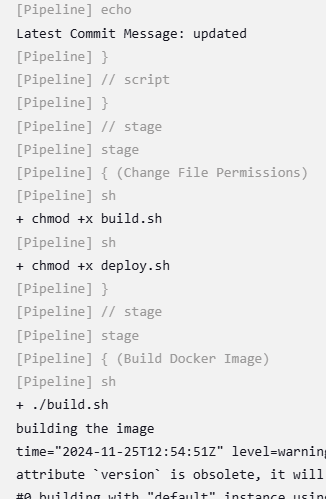 [Pipeline] echo
Latest Commit Message: updated
[Pipeline] }
[Pipeline] // script
[Pipeline] }
[Pipeline] // stage
[Pipeline] stage
[Pipeline] { (Change File Permissions)
[Pipeline] sh
+ chmod +x build.sh
[Pipeline] sh
+ chmod +x deploy.sh
[Pipeline] }
[Pipeline] // stage
[Pipeline] stage
[Pipeline] { (Build Docker Image)
[Pipeline] sh
+ ./build.sh
building the image
time="2024-11-25T12:54:51Z" level=warning
attribute `version` is obsolete, it will
#0 building with "default" instance using